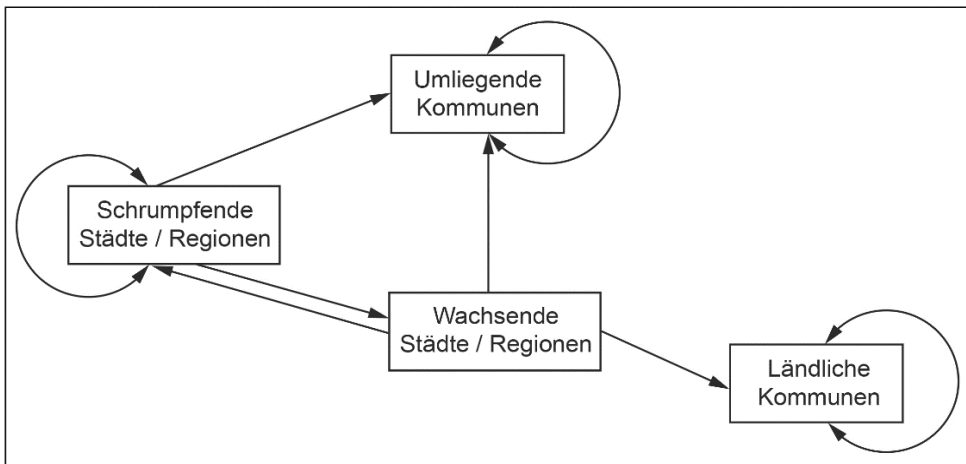 Umliegende
Kommunen
Schrumpfende
Städte / Regionen
Wachsende
Städte / Regionen
Ländliche
Kommunen